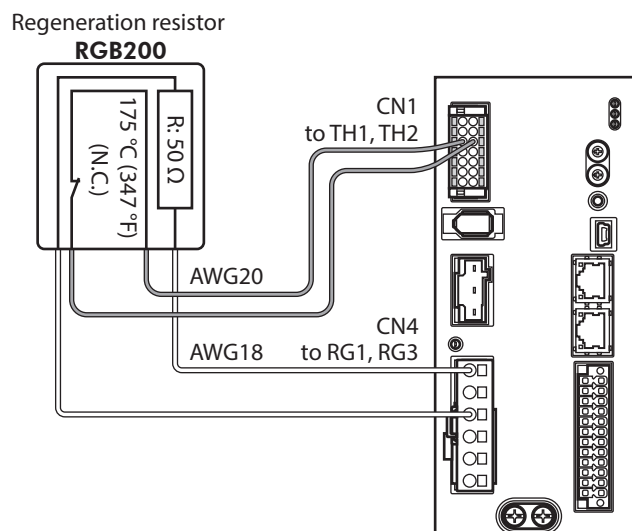 Regeneration resistor
RGB200
R: 50 Ω
175 °C (347 °F)
(N.C.)
CN1
to TH1, TH2
AWG20
CN4
to RG1, RG3
AWG18